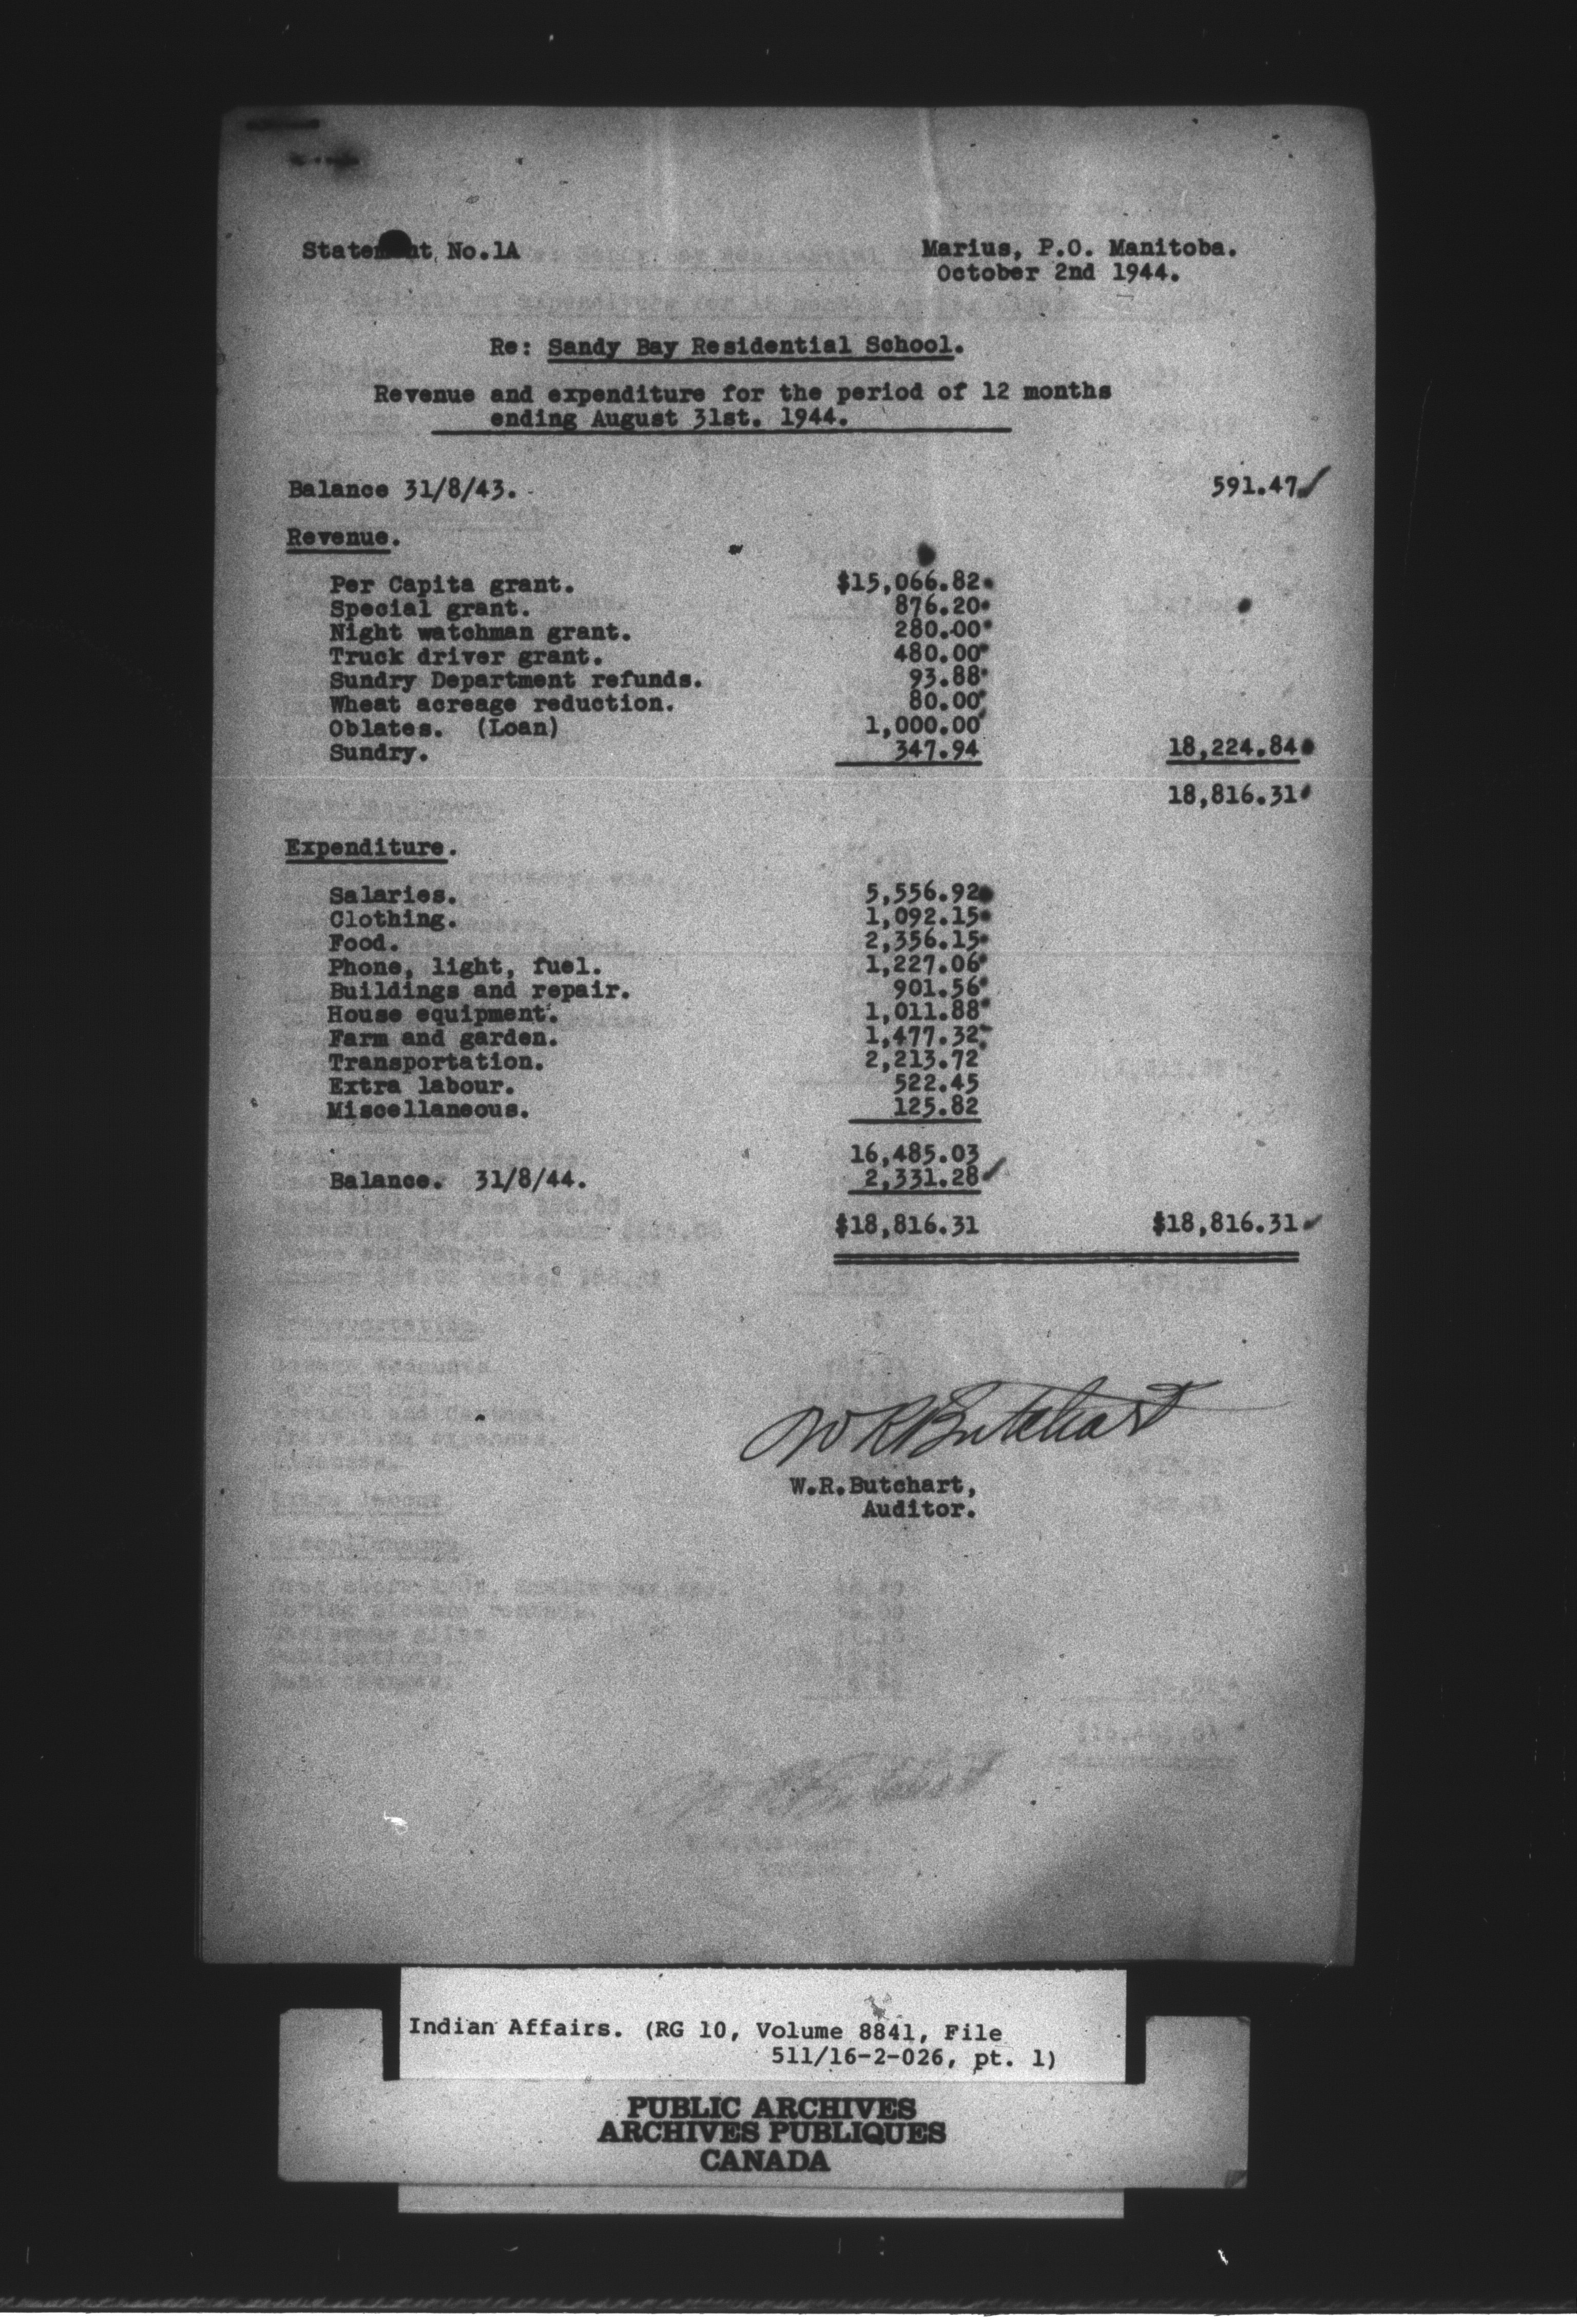 Statement No.1A
Marius, P.O. Manitoba.
October 2nd 1944.
Re: Sandy Bay Residential School.
Revenue and expenditure for the period of 12 months
ending August 31st. 1944.
Balance 31/8/43. 591.47
Revenue.
Per Capita grant. $15,066.82
Special grant. 876.20
Night watchman grant. 280.00
Truck driver grant. 480.00
Sundry Department refunds. 93.88
Wheat acreage reduction. 80.00
Oblates. (Loan) 1,000.00
Sundry. 347.94 18,224.84
18,816.31
Expenditure.
Salaries. 5,556.92
Clothing. 1,092.15
Food. 2,356.15
Phone, light, fuel. 1,227.06
Buildings and repair. 901.56
House equipment. 1,011.88
Farm and garden. 1,477.32
Transportation. 2,213.72
Extra labour. 522.45
Miscellaneous. 125.82
16,485.03
Balance. 31/8/44. 2,331.28
$18,816.31 $18,816.31
W R Butchart
W.R.Butchart,
Auditor.
Indian Affairs. (RG 10, Volume 8841, File
511/16-2-026, pt. 1)
PUBLIC ARCHIVES
ARCHIVES PUBLIQUES
CANADA